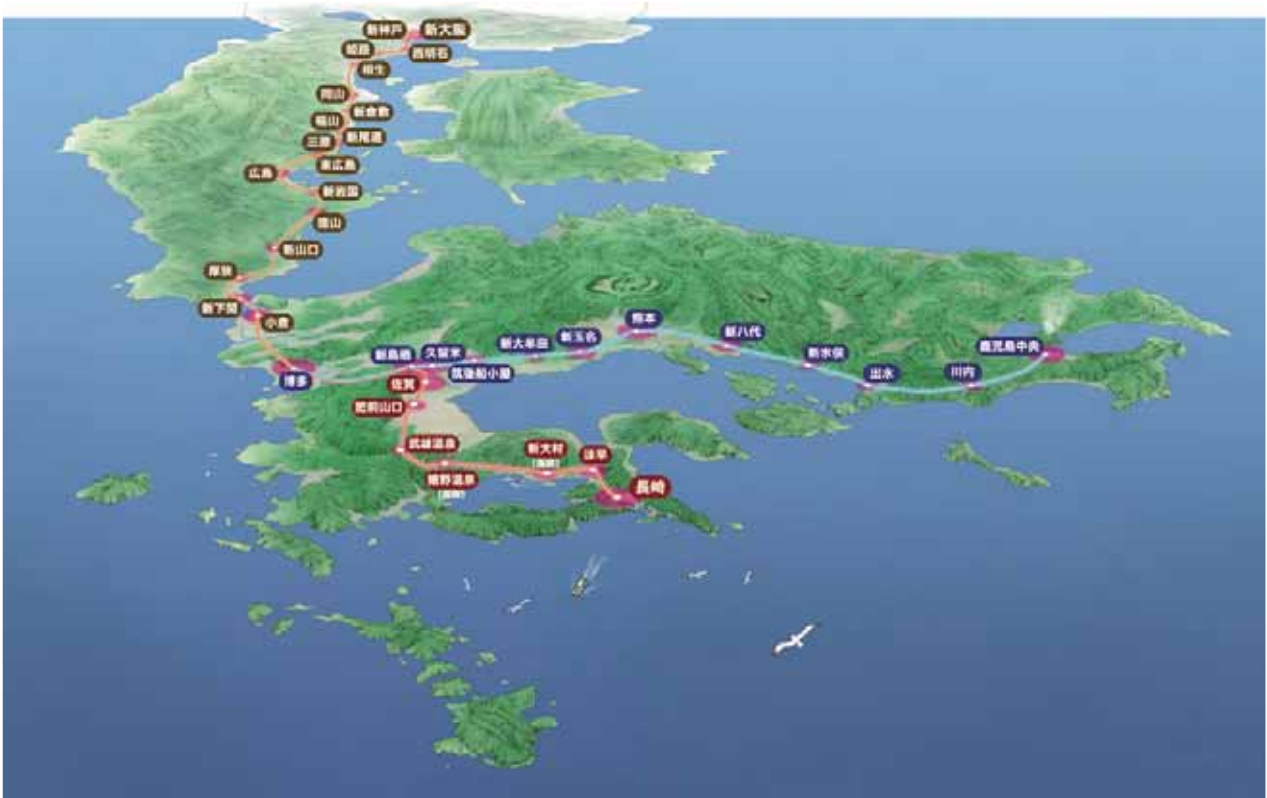 新神戸
新大阪
姫路
西明石
相生
岡山
新倉敷
福山
新尾道
三原
東広島
広島
新岩国
徳山
新山口
厚狭
新下関
小倉
博多
新鳥栖
久留米
筑後船小屋
新大牟田
新玉名
熊本
新八代
新水俣
出水
川内
鹿児島中央
佐賀
肥前山口
武雄温泉
嬉野温泉
(仮称)
新大村
(仮称)
諫早
長崎